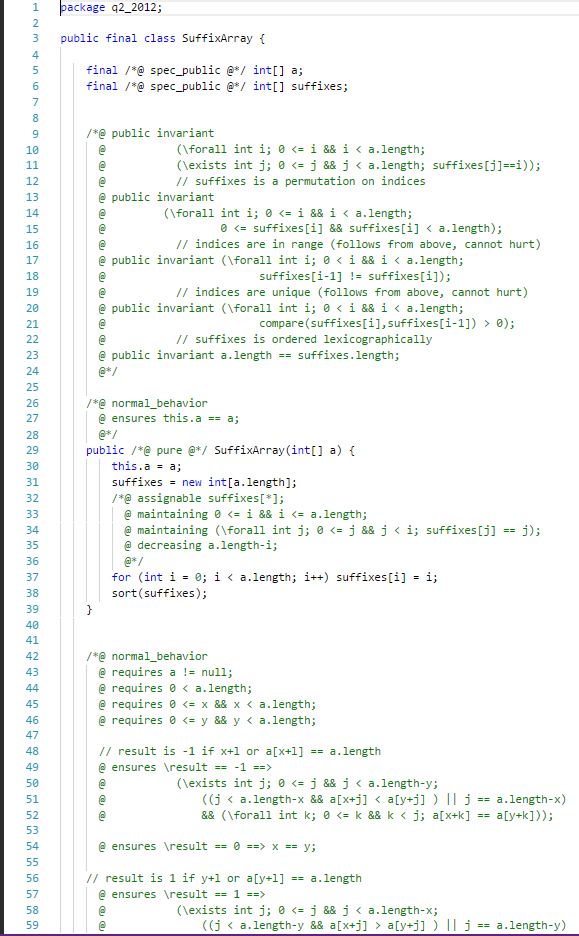 1 package q2_2012;
2
3 public final class SuffixArray {
4
5 final /*@ spec_public @*/ int[] a;
6 final /*@ spec_public @*/ int[] suffixes;
7
8
9 /*@ public invariant
10 @ (\forall int i; 0 <= i && i < a.length;
11 @ (\exists int j; 0 <= j && j < a.length; suffixes[j]==i));
12 @ // suffixes is a permutation on indices
13 @ public invariant
14 @ (\forall int i; 0 <= i && i < a.length;
15 @ 0 <= suffixes[i] && suffixes[i] < a.length);
16 @ // indices are in range (follows from above, cannot hurt)
17 @ public invariant (\forall int i; 0 < i && i < a.length;
18 @ suffixes[i-1] != suffixes[i]);
19 @ // indices are unique (follows from above, cannot hurt)
20 @ public invariant (\forall int i; 0 < i && i < a.length;
21 @ compare(suffixes[i],suffixes[i-1]) > 0);
22 @ // suffixes is ordered lexicographically
23 @ public invariant a.length == suffixes.length;
24 @*/
25
26 /*@ normal_behavior
27 @ ensures this.a == a;
28 @*/
29 public /*@ pure @*/ SuffixArray(int[] a) {
30 this.a = a;
31 suffixes = new int[a.length];
32 /*@ assignable suffixes[*];
33 @ maintaining 0 <= i && i <= a.length;
34 @ maintaining (\forall int j; 0 <= j && j < i; suffixes[j] == j);
35 @ decreasing a.length-i;
36 @*/
37 for (int i = 0; i < a.length; i++) suffixes[i] = i;
38 sort(suffixes);
39 }
40
41
42 /*@ normal_behavior
43 @ requires a != null;
44 @ requires 0 < a.length;
45 @ requires 0 <= x && x < a.length;
46 @ requires 0 <= y && y < a.length;
47
48 // result is -1 if x+l or a[x+l] == a.length
49 @ ensures \result == -1 ==>
50 @ (\exists int j; 0 <= j && j < a.length-y;
51 @ ((j < a.length-x && a[x+j] < a[y+j] ) || j == a.length-x)
52 @ && (\forall int k; 0 <= k && k < j; a[x+k] == a[y+k]));
53
54 @ ensures \result == 0 ==> x == y;
55
56 // result is 1 if y+l or a[y+l] == a.length
57 @ ensures \result == 1 ==>
58 @ (\exists int j; 0 <= j && j < a.length-x;
59 @ ((j < a.length-y && a[x+j] > a[y+j] ) || j == a.length-y)